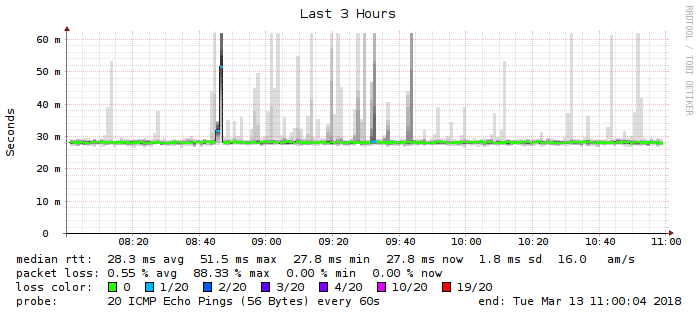 Last 3 Hours
RRDTOOL / TOBI OETIKER
Seconds
60 m
50 m
40 m
30 m
20 m
10 m
0
08:20 08:40 09:00 09:20 09:40 10:00 10:20 10:40 11:00
median rtt: 28.3 ms avg 51.5 ms max 27.8 ms min 27.8 ms now 1.8 ms sd 16.0 am/s
packet loss: 0.55 % avg 88.33 % max 0.00 % min 0.00 % now
loss color: 0 1/20 2/20 3/20 4/20 10/20 19/20
probe: 20 ICMP Echo Pings (56 Bytes) every 60s end: Tue Mar 13 11:00:04 2018